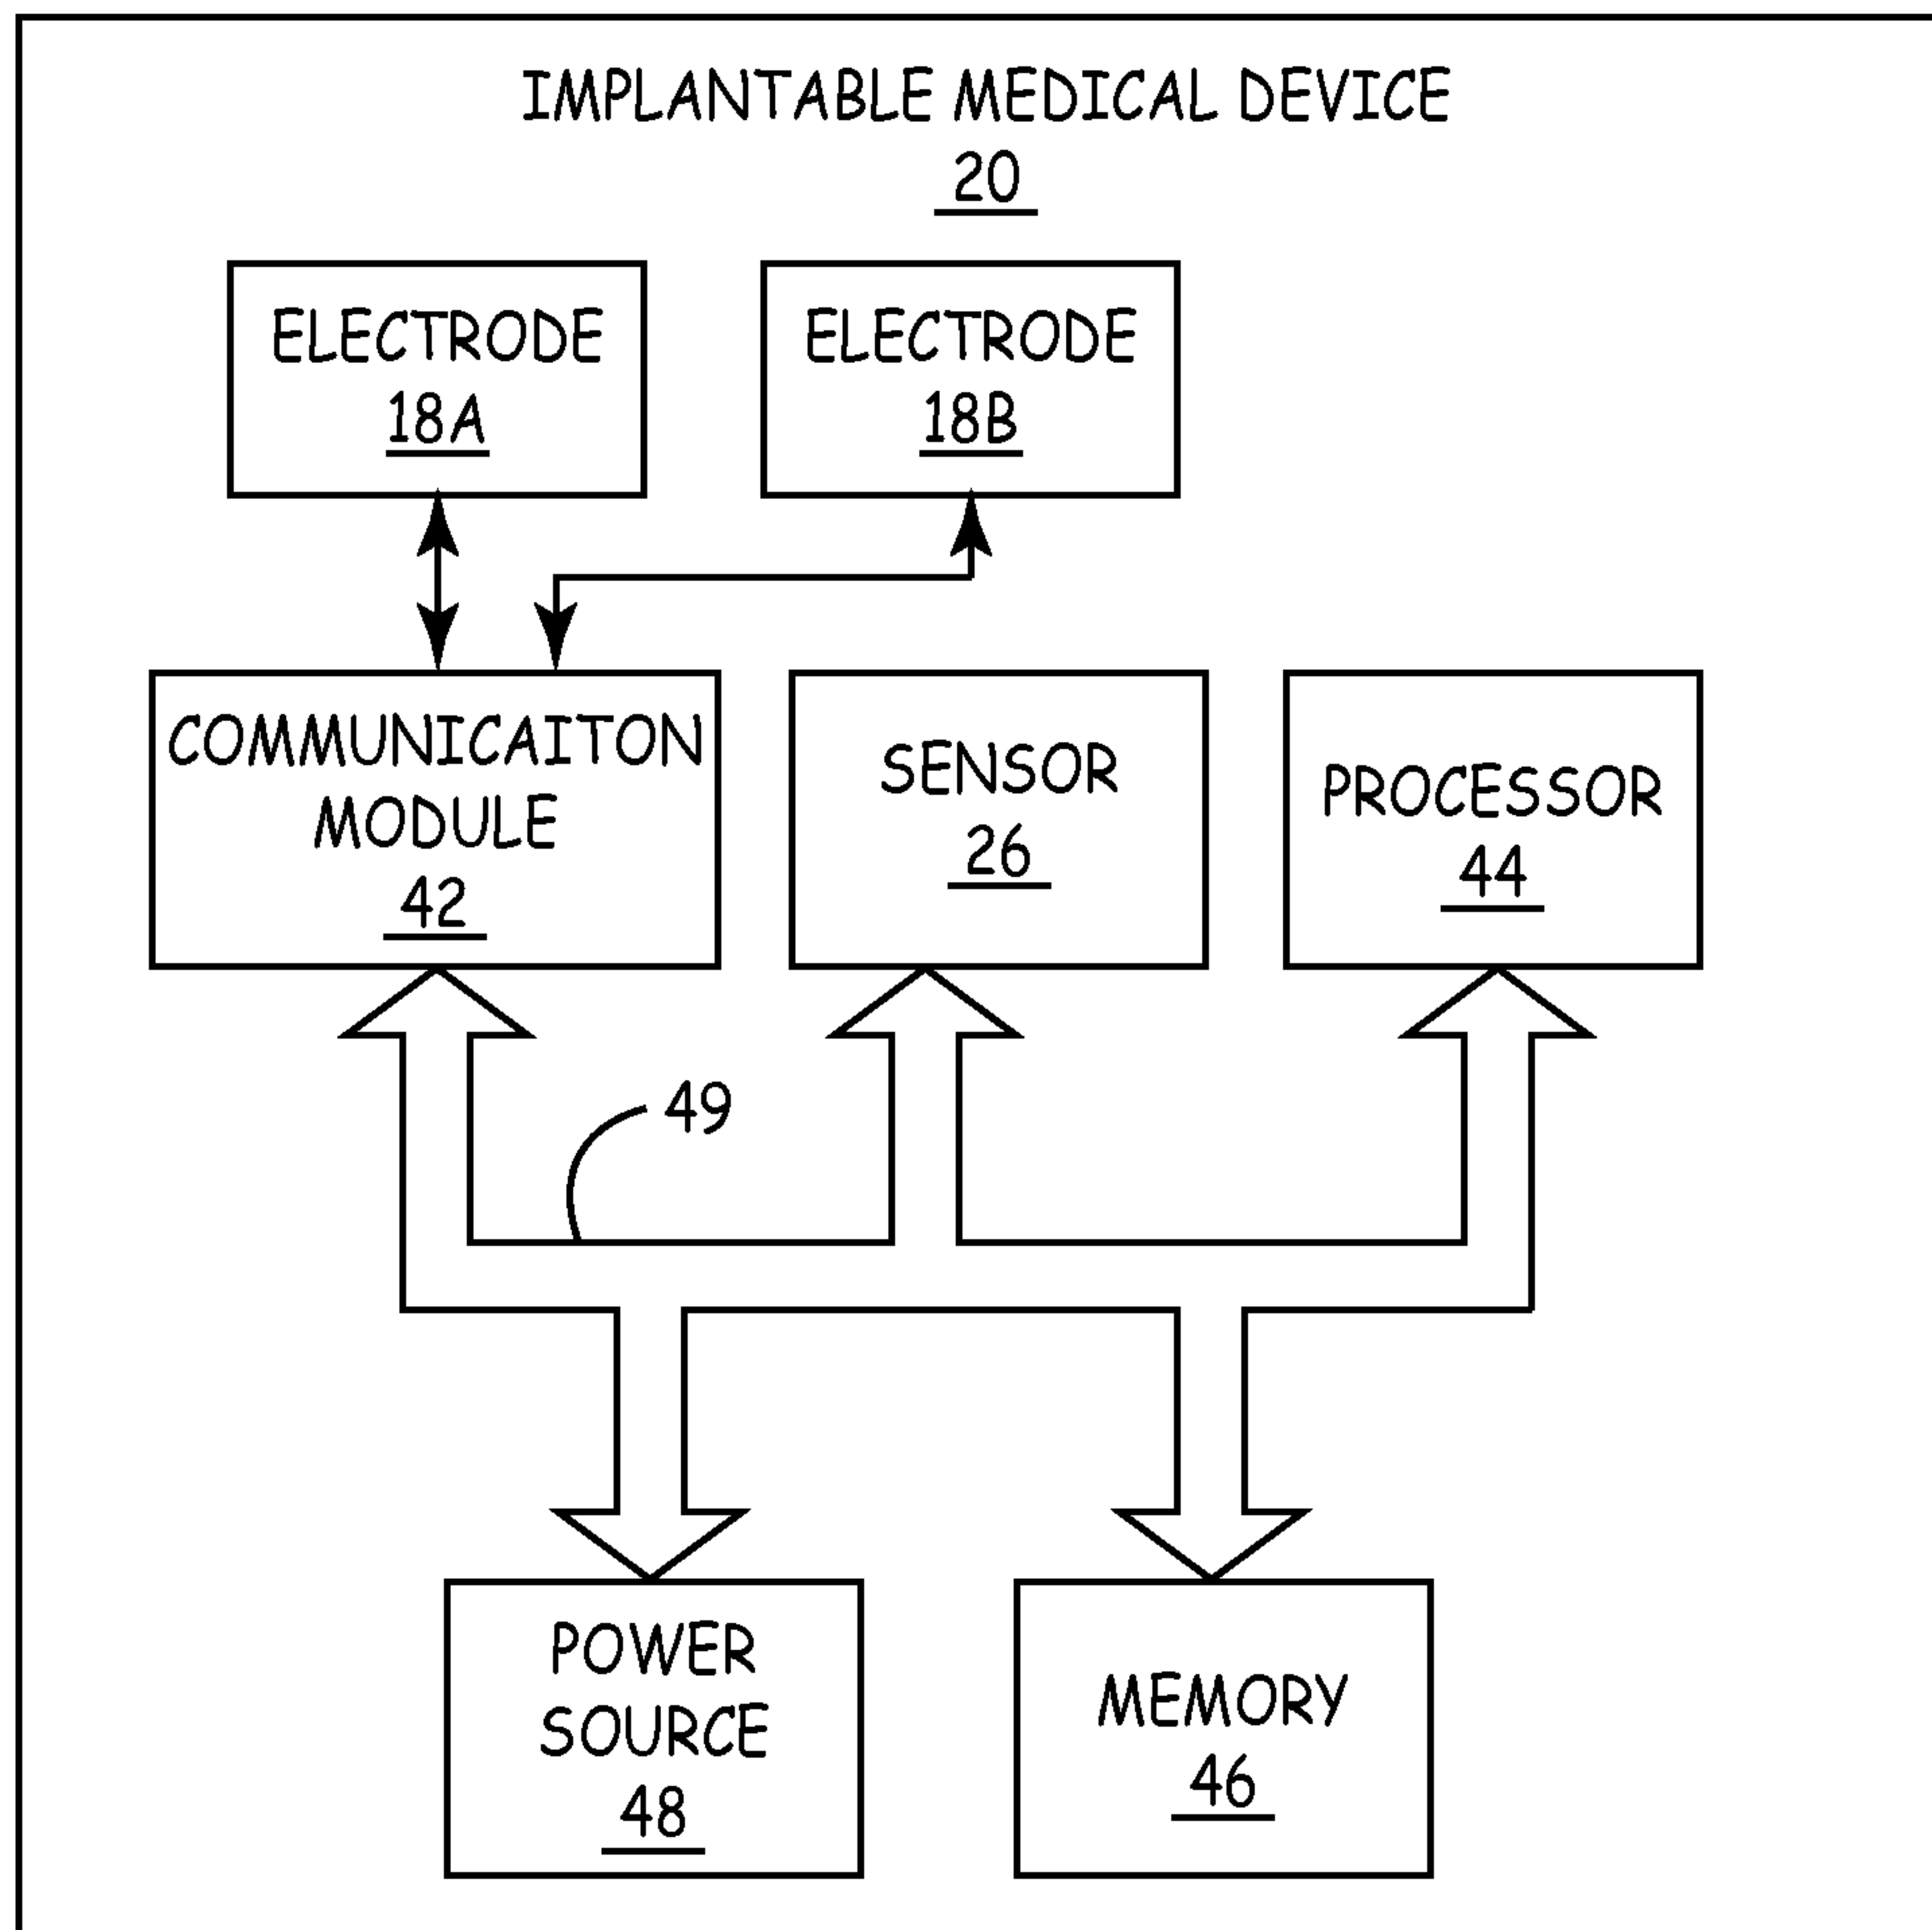 IMPLANTABLE MEDICAL DEVICE
20
ELECTRODE
18A
ELECTRODE
18B
COMMUNICAITON
MODULE
42
SENSOR
26
PROCESSOR
44
49
POWER
SOURCE
48
MEMORY
46